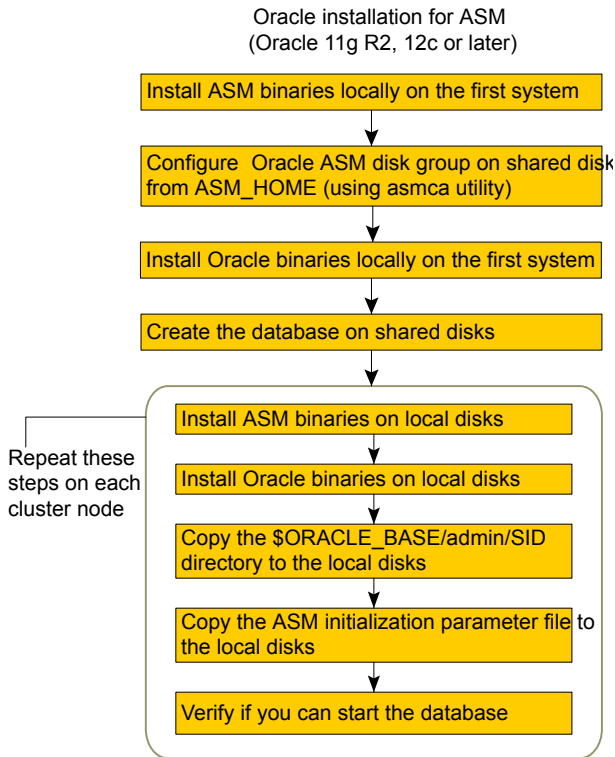 Oracle installation for ASM
(Oracle 11g R2, 12c or later)
Install ASM binaries locally on the first system
Configure Oracle ASM disk group on shared disk
from ASM_HOME (using asmca utility)
Install Oracle binaries locally on the first system
Create the database on shared disks
Repeat these
steps on each
cluster node
Install ASM binaries on local disks
Install Oracle binaries on local disks
Copy the $ORACLE_BASE/admin/SID
directory to the local disks
Copy the ASM initialization parameter file to
the local disks
Verify if you can start the database